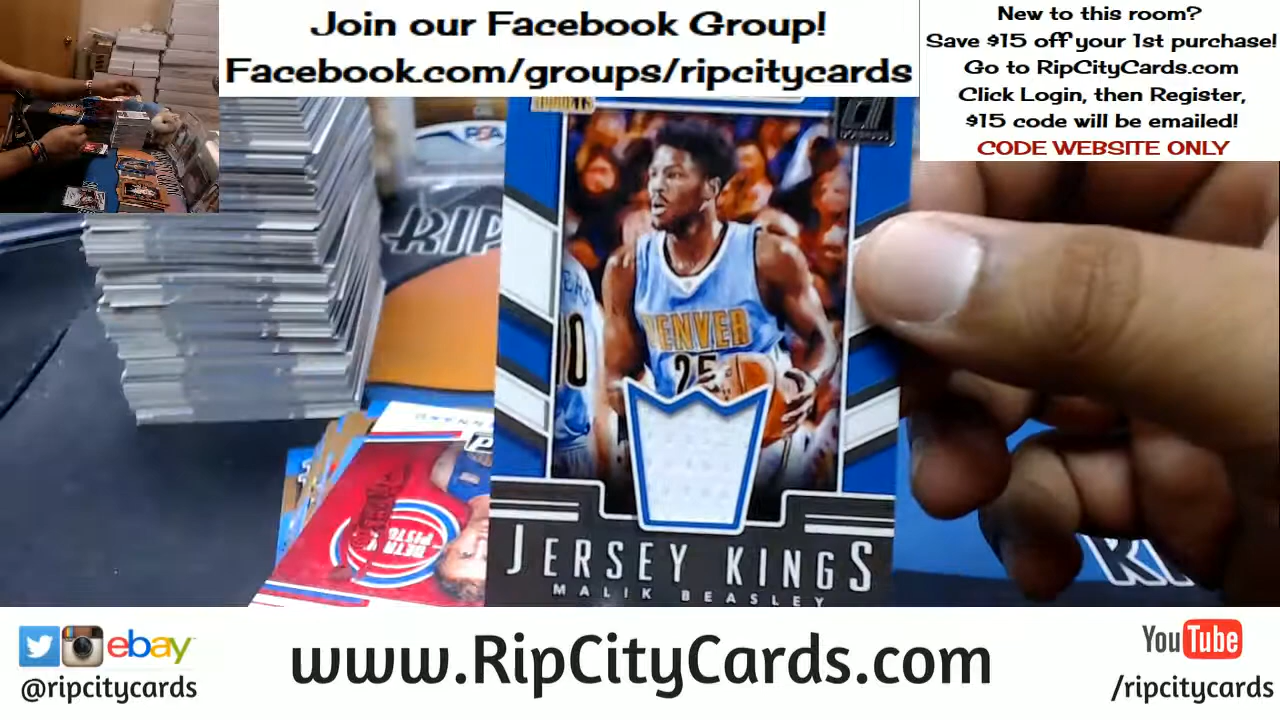 Join our Facebook Group!
Facebook.com/groups/ripcitycards
New to this room?
Save $15 off your 1st purchase!
Go to RipCityCards.com
Click Login, then Register,
$15 code will be emailed!
CODE WEBSITE ONLY
PSA
RIP
DENVER
25
JERSEY KINGS
MALIK BEASLEY
ebay
@ripcitycards
www.RipCityCards.com
YouTube
/ripcitycards